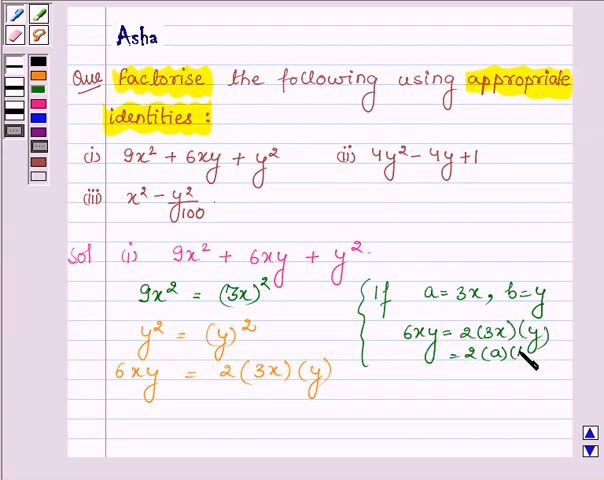 Asha
Que factorise the following using appropriate
identities :
(i) 9x² + 6xy + y² (ii) 4y² - 4y + 1
(iii) x² - y²/100
Sol (i) 9x² + 6xy + y².
9x² = (3x)²
y² = (y)²
6xy = 2(3x)(y)
If a = 3x, b = y
6xy = 2(3x)(y)
= 2(a)(